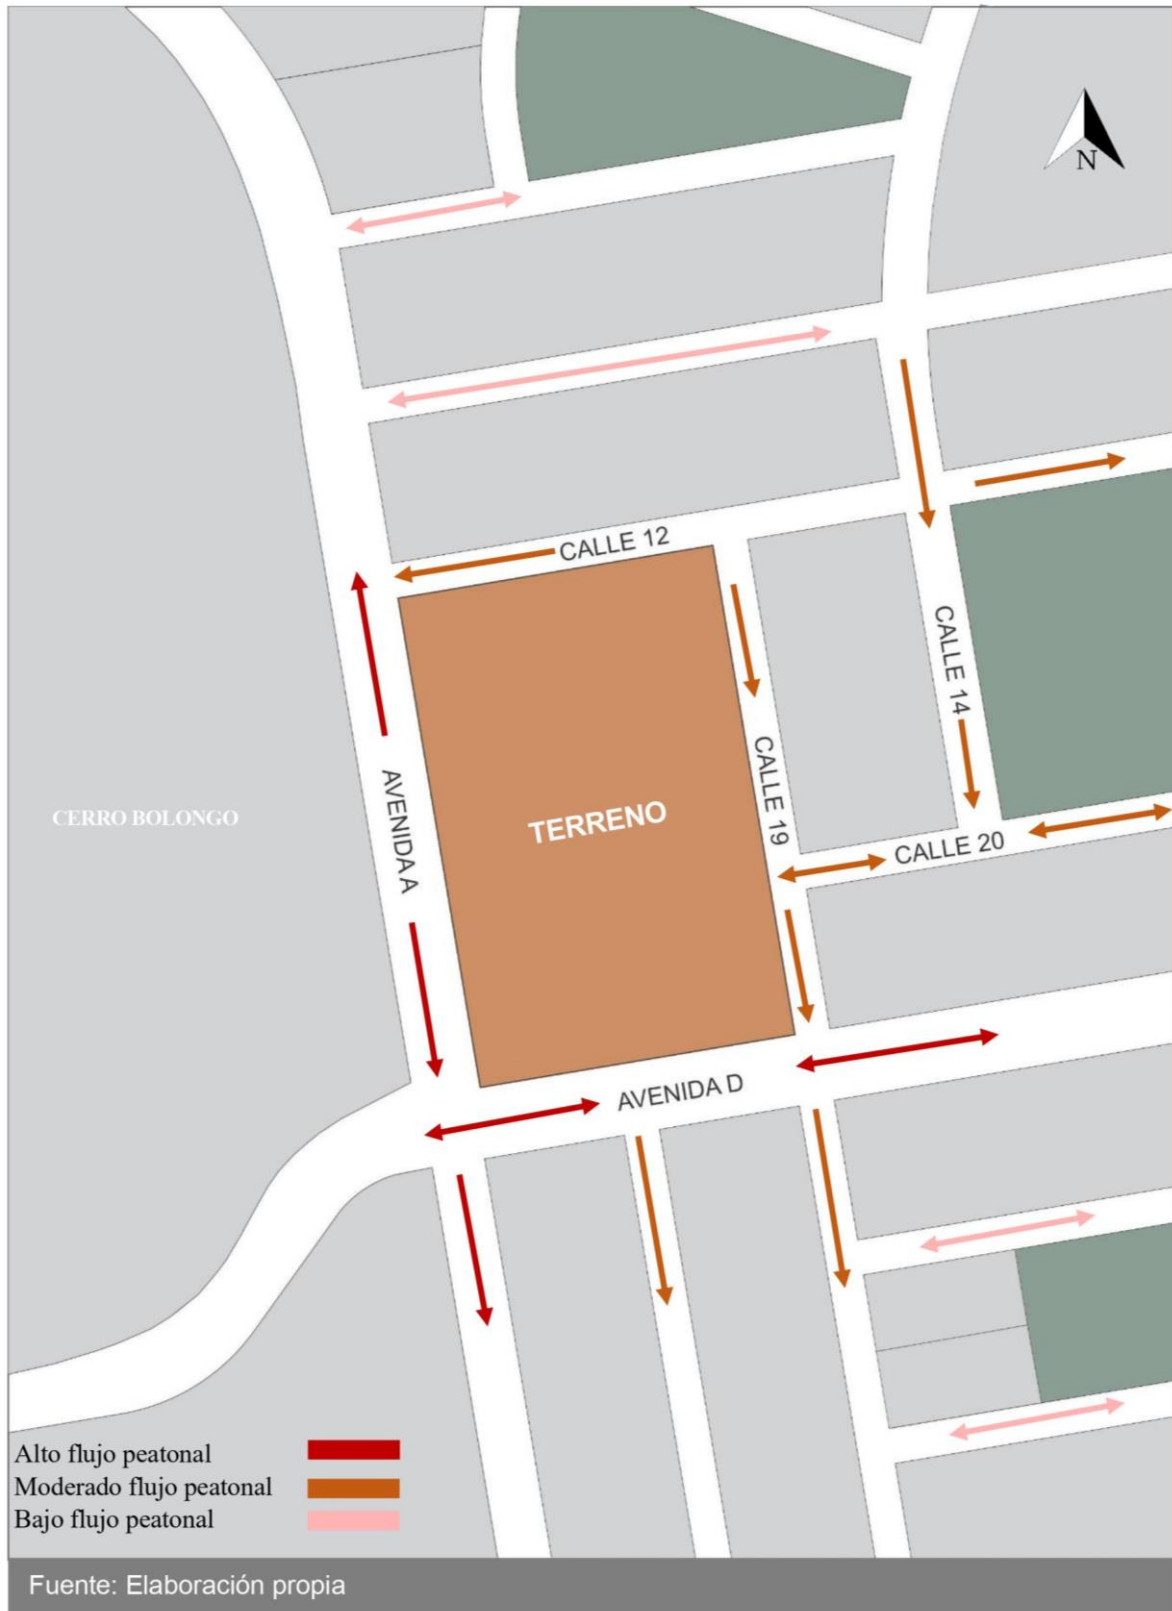 N
CALLE 12
CALLE 14
AVENIDA A
CALLE 19
CERRO BOLONGO
TERRENO
CALLE 20
AVENIDA D
Alto flujo peatonal
Moderado flujo peatonal
Bajo flujo peatonal
Fuente: Elaboración propia